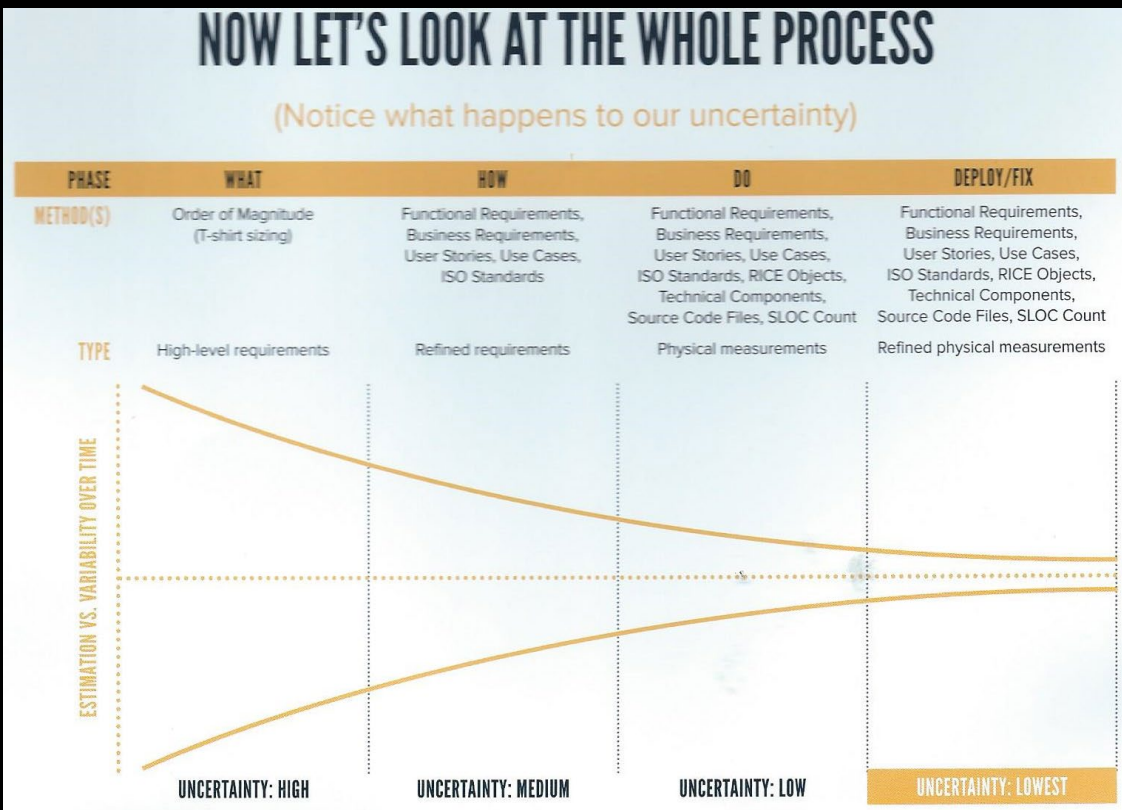 NOW LET'S LOOK AT THE WHOLE PROCESS
(Notice what happens to our uncertainty)
PHASE WHAT HOW DO DEPLOY/FIX
METHOD(S)
Order of Magnitude
(T-shirt sizing)
Functional Requirements,
Business Requirements,
User Stories, Use Cases,
ISO Standards
Functional Requirements,
Business Requirements,
User Stories, Use Cases,
ISO Standards, RICE Objects,
Technical Components,
Source Code Files, SLOC Count
Functional Requirements,
Business Requirements,
User Stories, Use Cases,
ISO Standards, RICE Objects,
Technical Components,
Source Code Files, SLOC Count
TYPE High-level requirements Refined requirements Physical measurements Refined physical measurements
ESTIMATION VS. VARIABILITY OVER TIME
UNCERTAINTY: HIGH UNCERTAINTY: MEDIUM UNCERTAINTY: LOW UNCERTAINTY: LOWEST